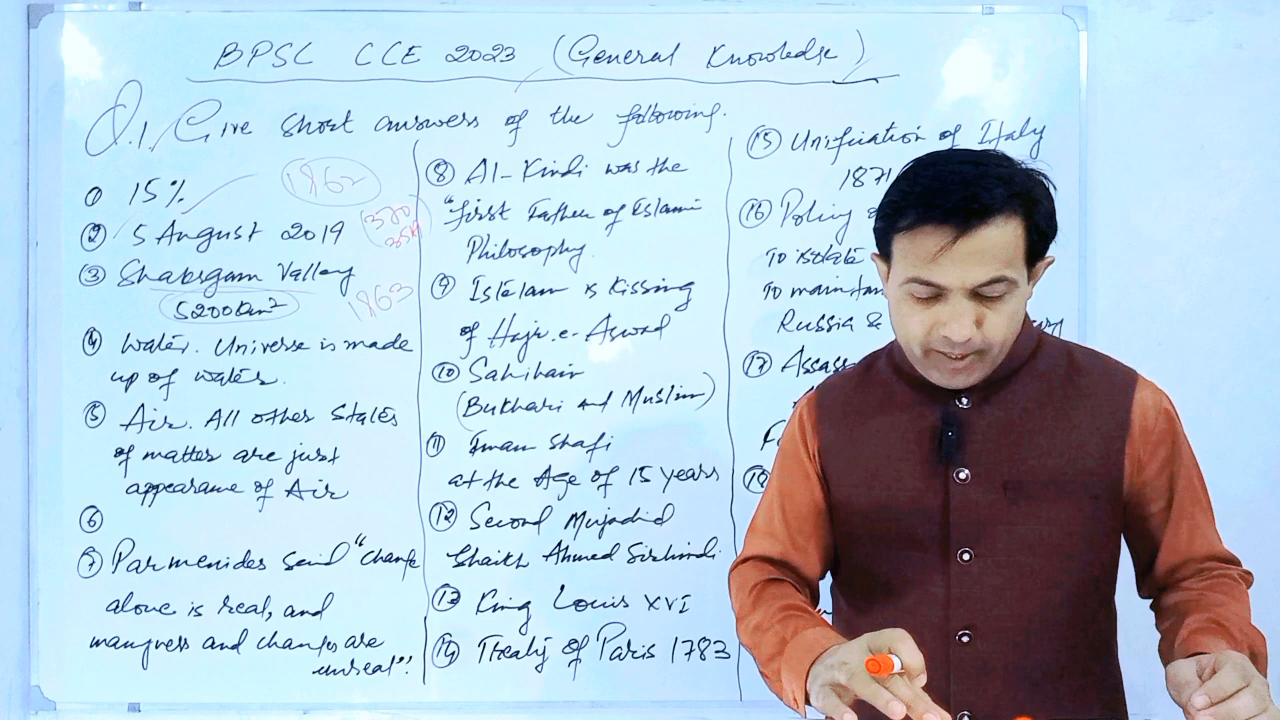 BPSC CCE 2023 (General Knowledge)
Q.1, Give short answers of the following.
① 15%
1962
② 5 August 2019
(370
35A)
③ Shaksgam Valley
5200 km²
1963
④ Water. Universe is made
up of water.
⑤ Air. All other states
of matter are just
appearance of Air
⑥
⑦ Parmenides said "change
alone is real, and
and changes are
unreal"
⑧ Al-Kindi was the
"first Father of Islamic
Philosophy.
⑨ Istelam is kissing
of Hajr-e-Aswad
⑩ Sahihain
(Bukhari and Muslim)
⑪ Imam Shafi
at the Age of 15 years
⑫ Second Mujadid
Shaikh Ahmed Sirhindi.
⑬ King Louis XVI
⑭ Treaty of Paris 1783
⑮ Unification of Italy
1871
⑯ Policy
To isolate
To maintain
Russia &
⑰ Assass